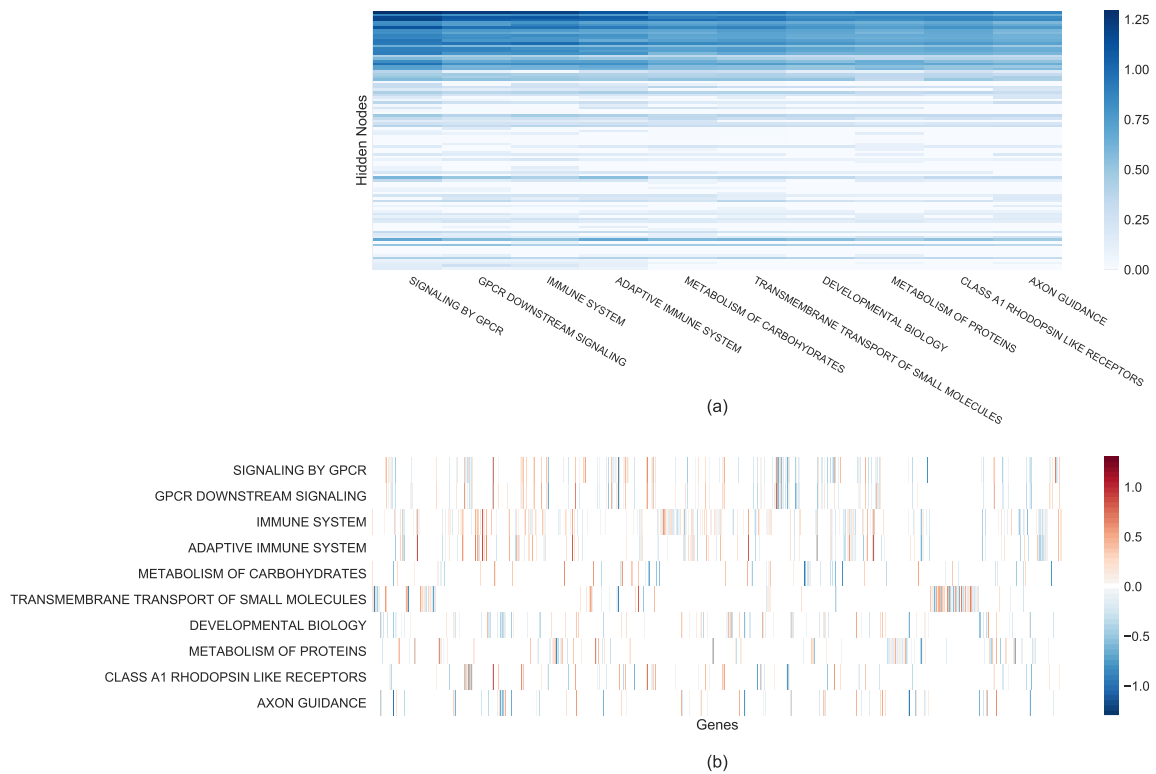 1.25
1.00
0.75
0.50
0.25
0.00
Hidden Nodes
SIGNALING BY GPCR
GPCR DOWNSTREAM SIGNALING
IMMUNE SYSTEM
ADAPTIVE IMMUNE SYSTEM
METABOLISM OF CARBOHYDRATES
TRANSMEMBRANE TRANSPORT OF SMALL MOLECULES
DEVELOPMENTAL BIOLOGY
METABOLISM OF PROTEINS
CLASS A1 RHODOPSIN LIKE RECEPTORS
AXON GUIDANCE
(a)
SIGNALING BY GPCR
GPCR DOWNSTREAM SIGNALING
IMMUNE SYSTEM
ADAPTIVE IMMUNE SYSTEM
METABOLISM OF CARBOHYDRATES
TRANSMEMBRANE TRANSPORT OF SMALL MOLECULES
DEVELOPMENTAL BIOLOGY
METABOLISM OF PROTEINS
CLASS A1 RHODOPSIN LIKE RECEPTORS
AXON GUIDANCE
1.0
0.5
0.0
−0.5
−1.0
Genes
(b)